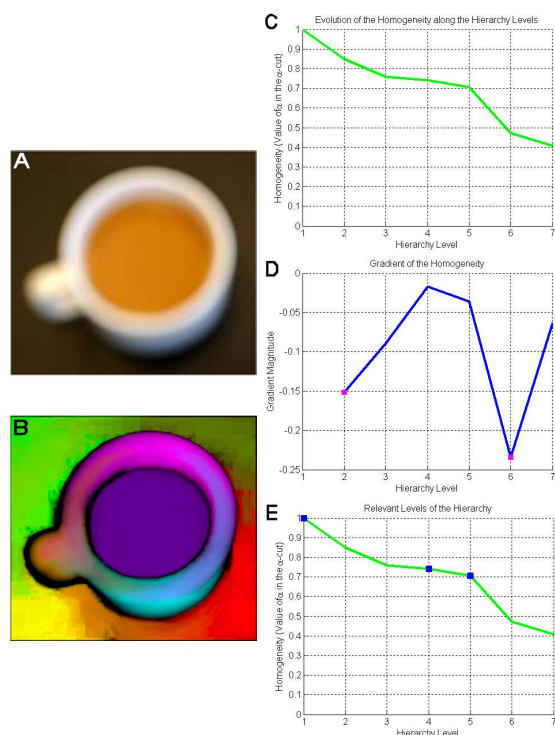 A
B
C
Evolution of the Homogeneity along the Hierarchy Levels
Homogeneity (Value of α in the α-cut)
1
0.9
0.8
0.7
0.6
0.5
0.4
0.3
0.2
0.1
0
1 2 3 4 5 6 7
Hierarchy Level
D
Gradient of the Homogeneity
Gradient Magnitude
0
-0.05
-0.1
-0.15
-0.2
-0.25
1 2 3 4 5 6 7
Hierarchy Level
E
Relevant Levels of the Hierarchy
Homogeneity (Value of α in the α-cut)
1
0.9
0.8
0.7
0.6
0.5
0.4
0.3
0.2
0.1
0
1 2 3 4 5 6 7
Hierarchy Level